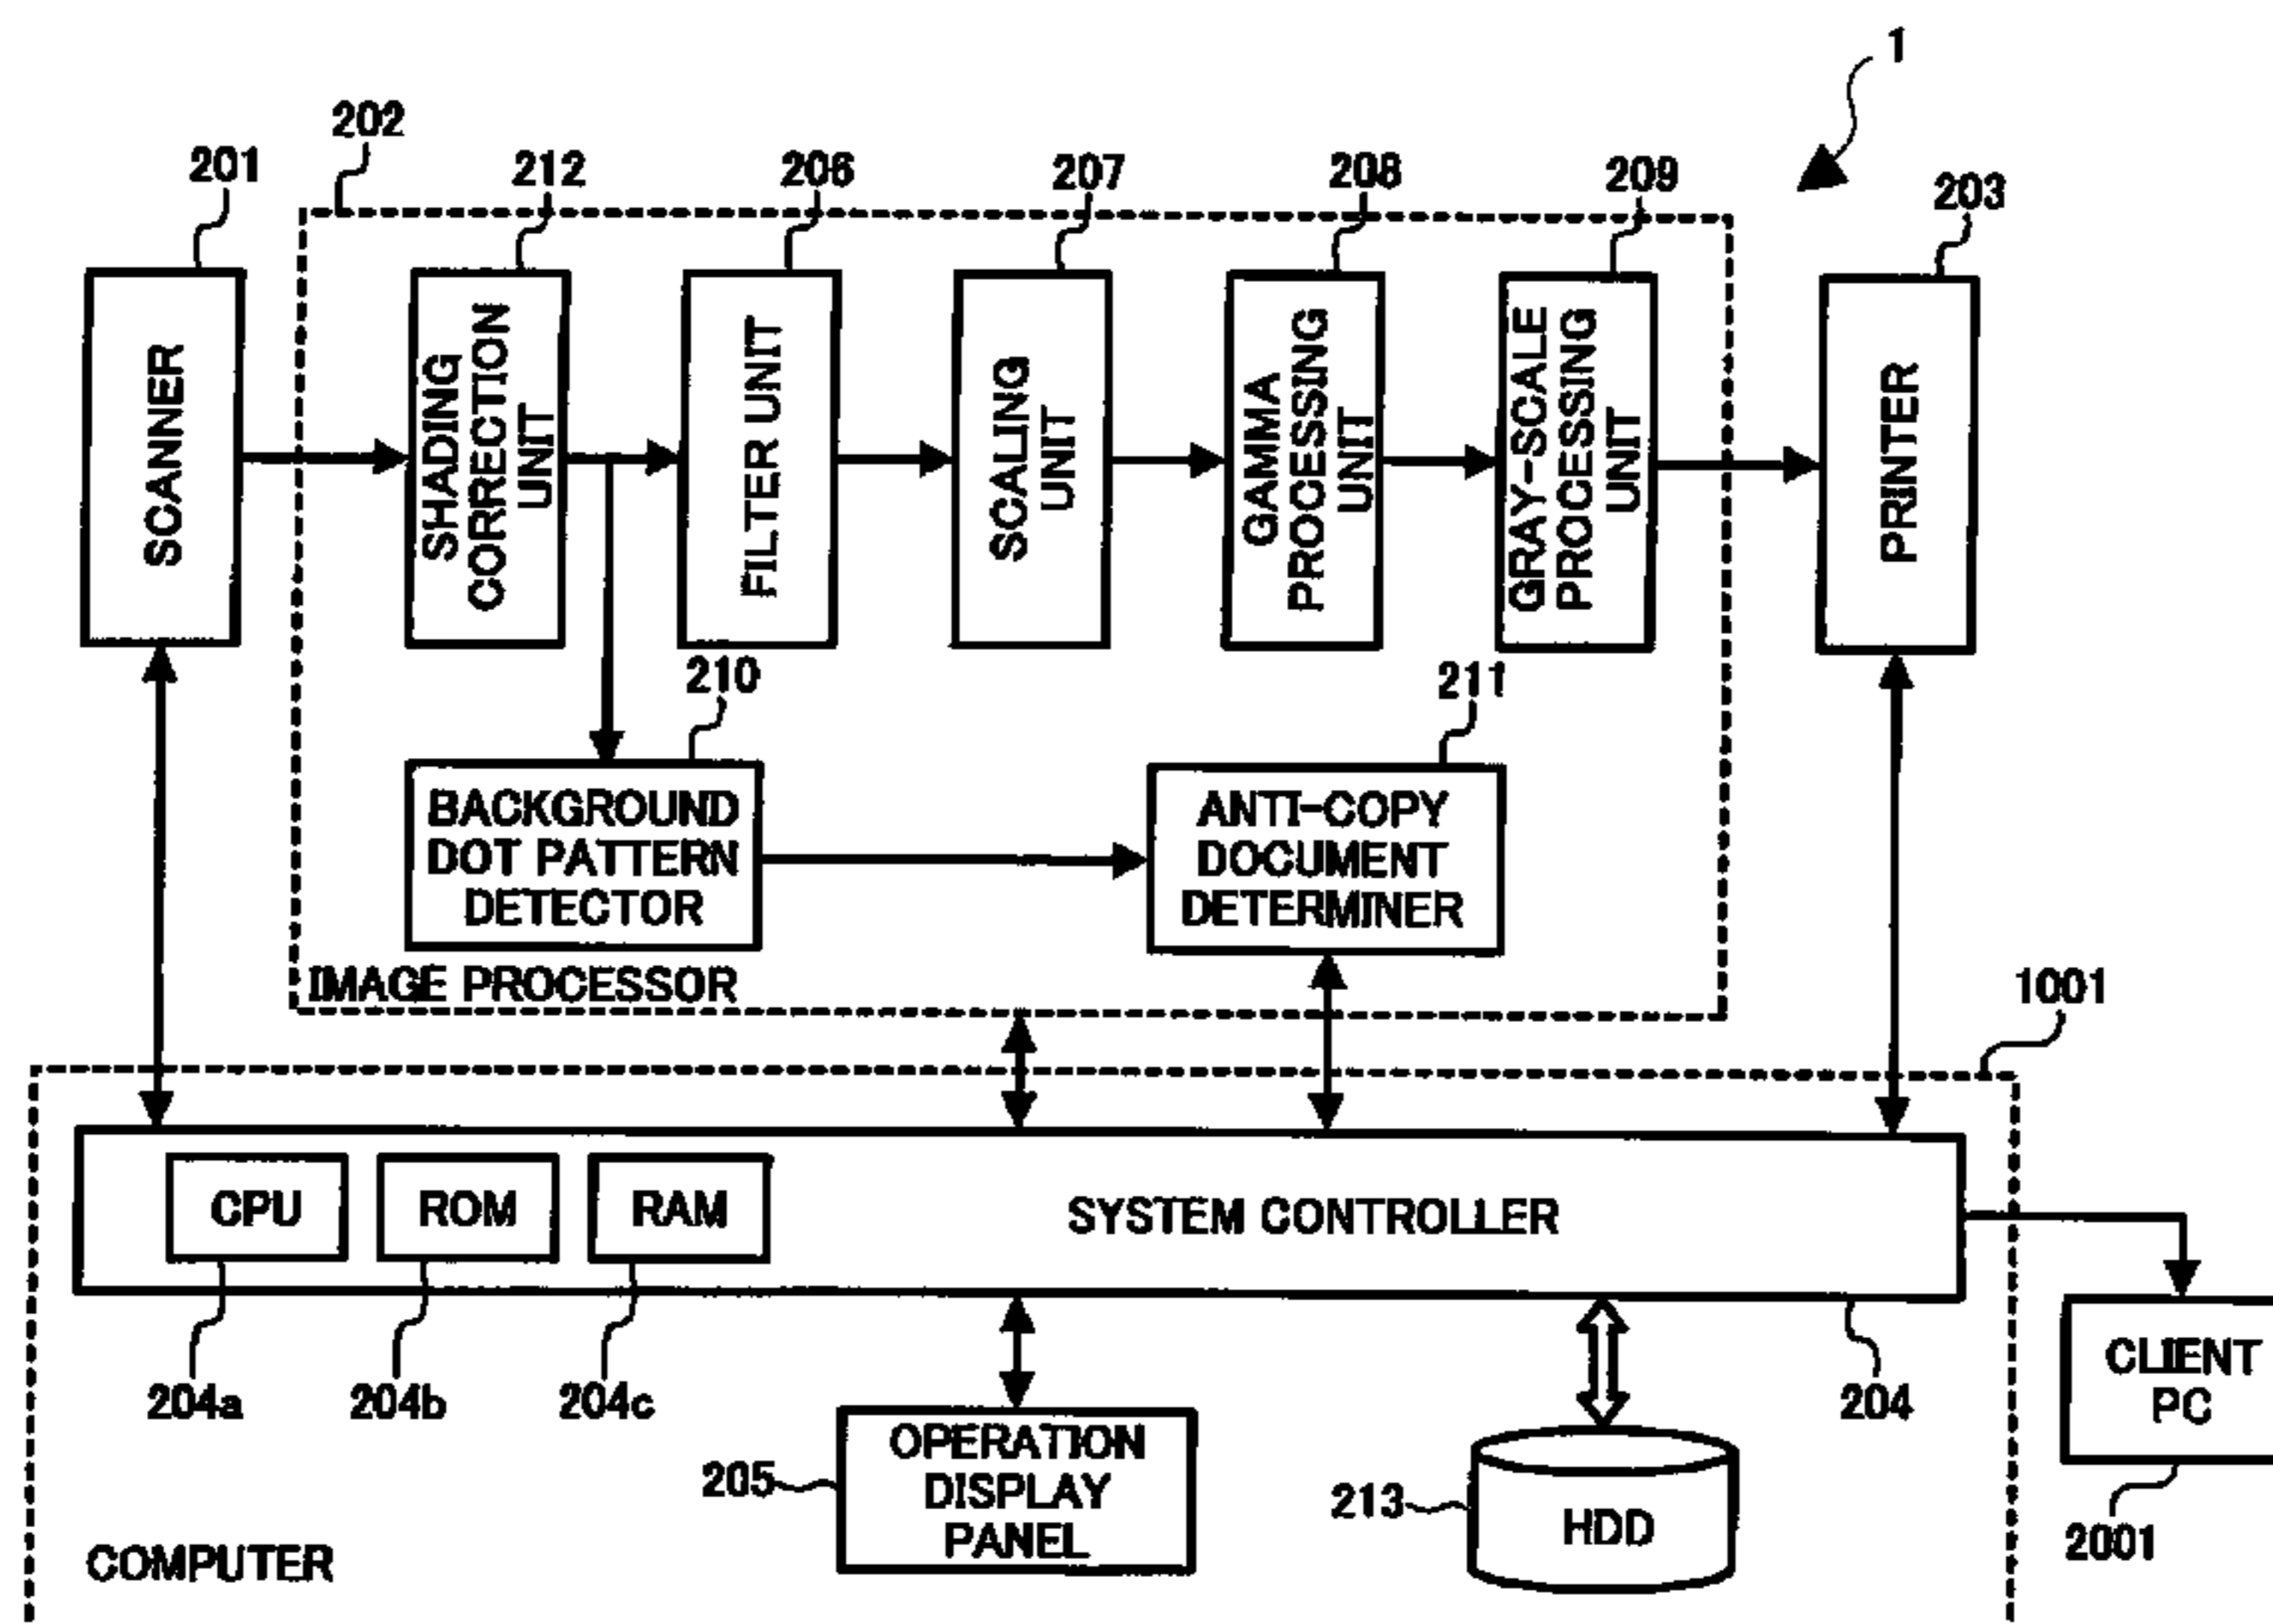 1
202
201
212
206
207
208
209
203
SCANNER
SHADING
CORRECTION
UNIT
FILTER UNIT
SCALING
UNIT
GAMMA
PROCESSING
UNIT
GRAY-SCALE
PROCESSING
UNIT
PRINTER
210
211
BACKGROUND
DOT PATTERN
DETECTOR
ANTI-COPY
DOCUMENT
DETERMINER
IMAGE PROCESSOR
1001
CPU
ROM
RAM
SYSTEM CONTROLLER
204a
204b
204c
204
CLIENT
PC
205
OPERATION
DISPLAY
PANEL
213
HDD
2001
COMPUTER